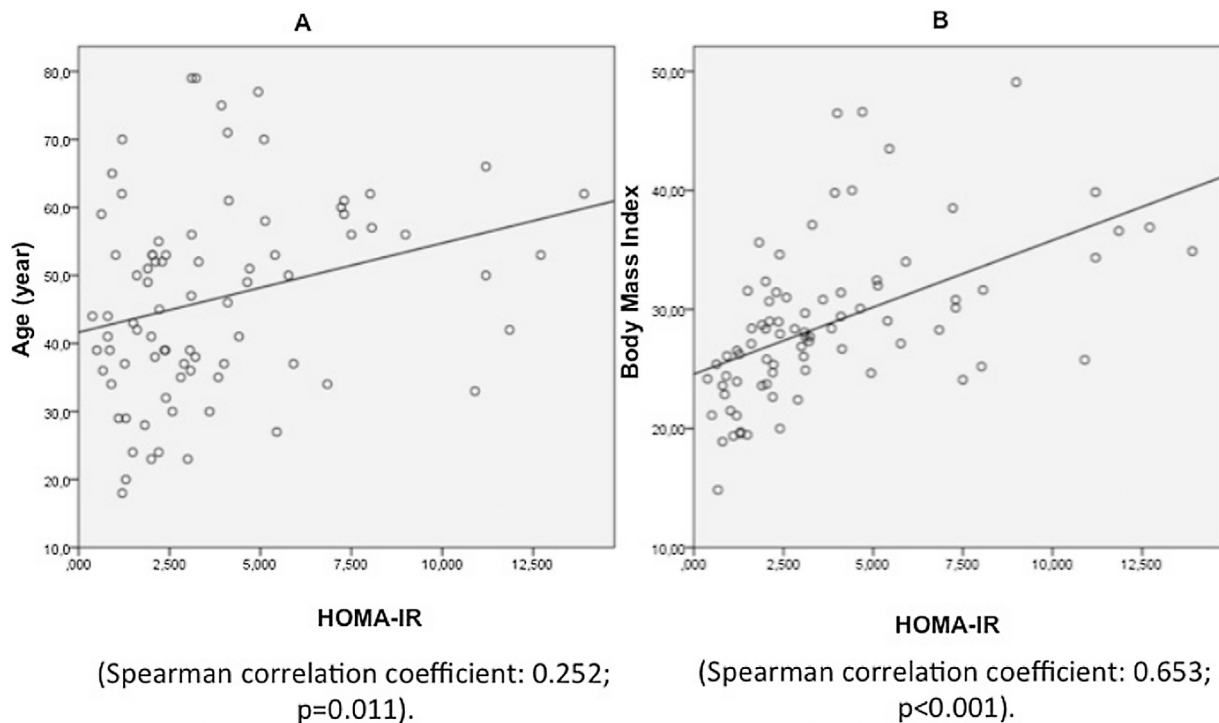 A
Age (year)
80,0
70,0
60,0
50,0
40,0
30,0
20,0
10,0
,000 2,500 5,000 7,500 10,000 12,500
HOMA-IR
(Spearman correlation coefficient: 0.252;
p=0.011).
B
Body Mass Index
50,00
40,00
30,00
20,00
10,00
,000 2,500 5,000 7,500 10,000 12,500
HOMA-IR
(Spearman correlation coefficient: 0.653;
p<0.001).